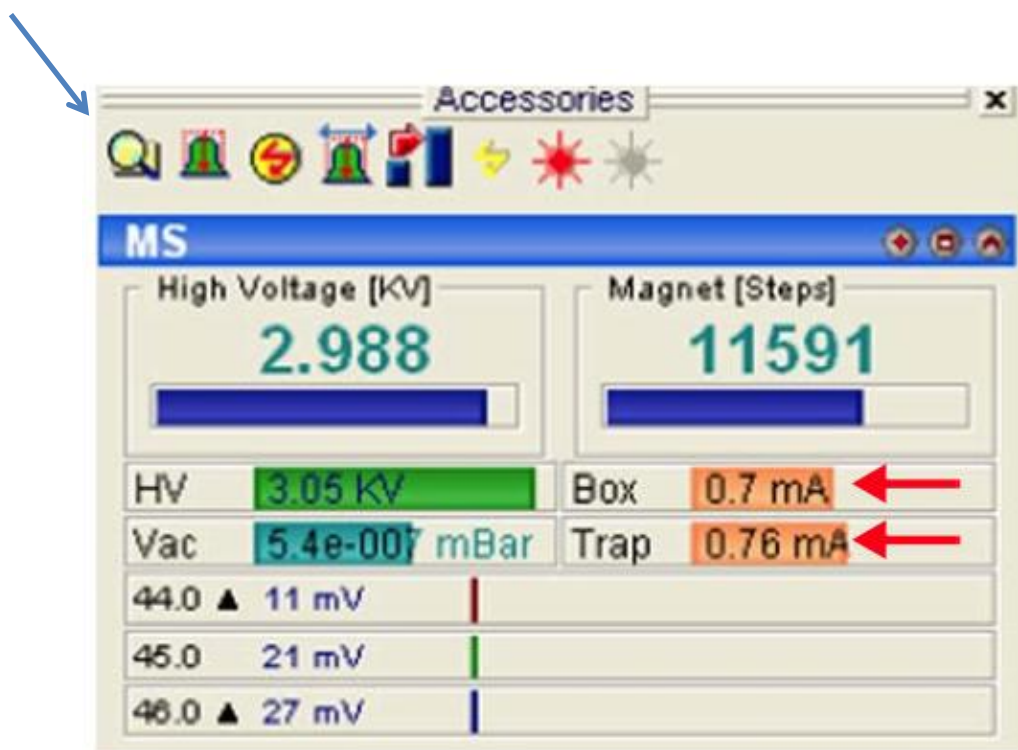 Accessories
MS
High Voltage [KV] Magnet [Steps]
2.988 11591
HV 3.05 KV Box 0.7 mA
Vac 5.4e-007 mBar Trap 0.76 mA
44.0 ▲ 11 mV
45.0 21 mV
46.0 ▲ 27 mV